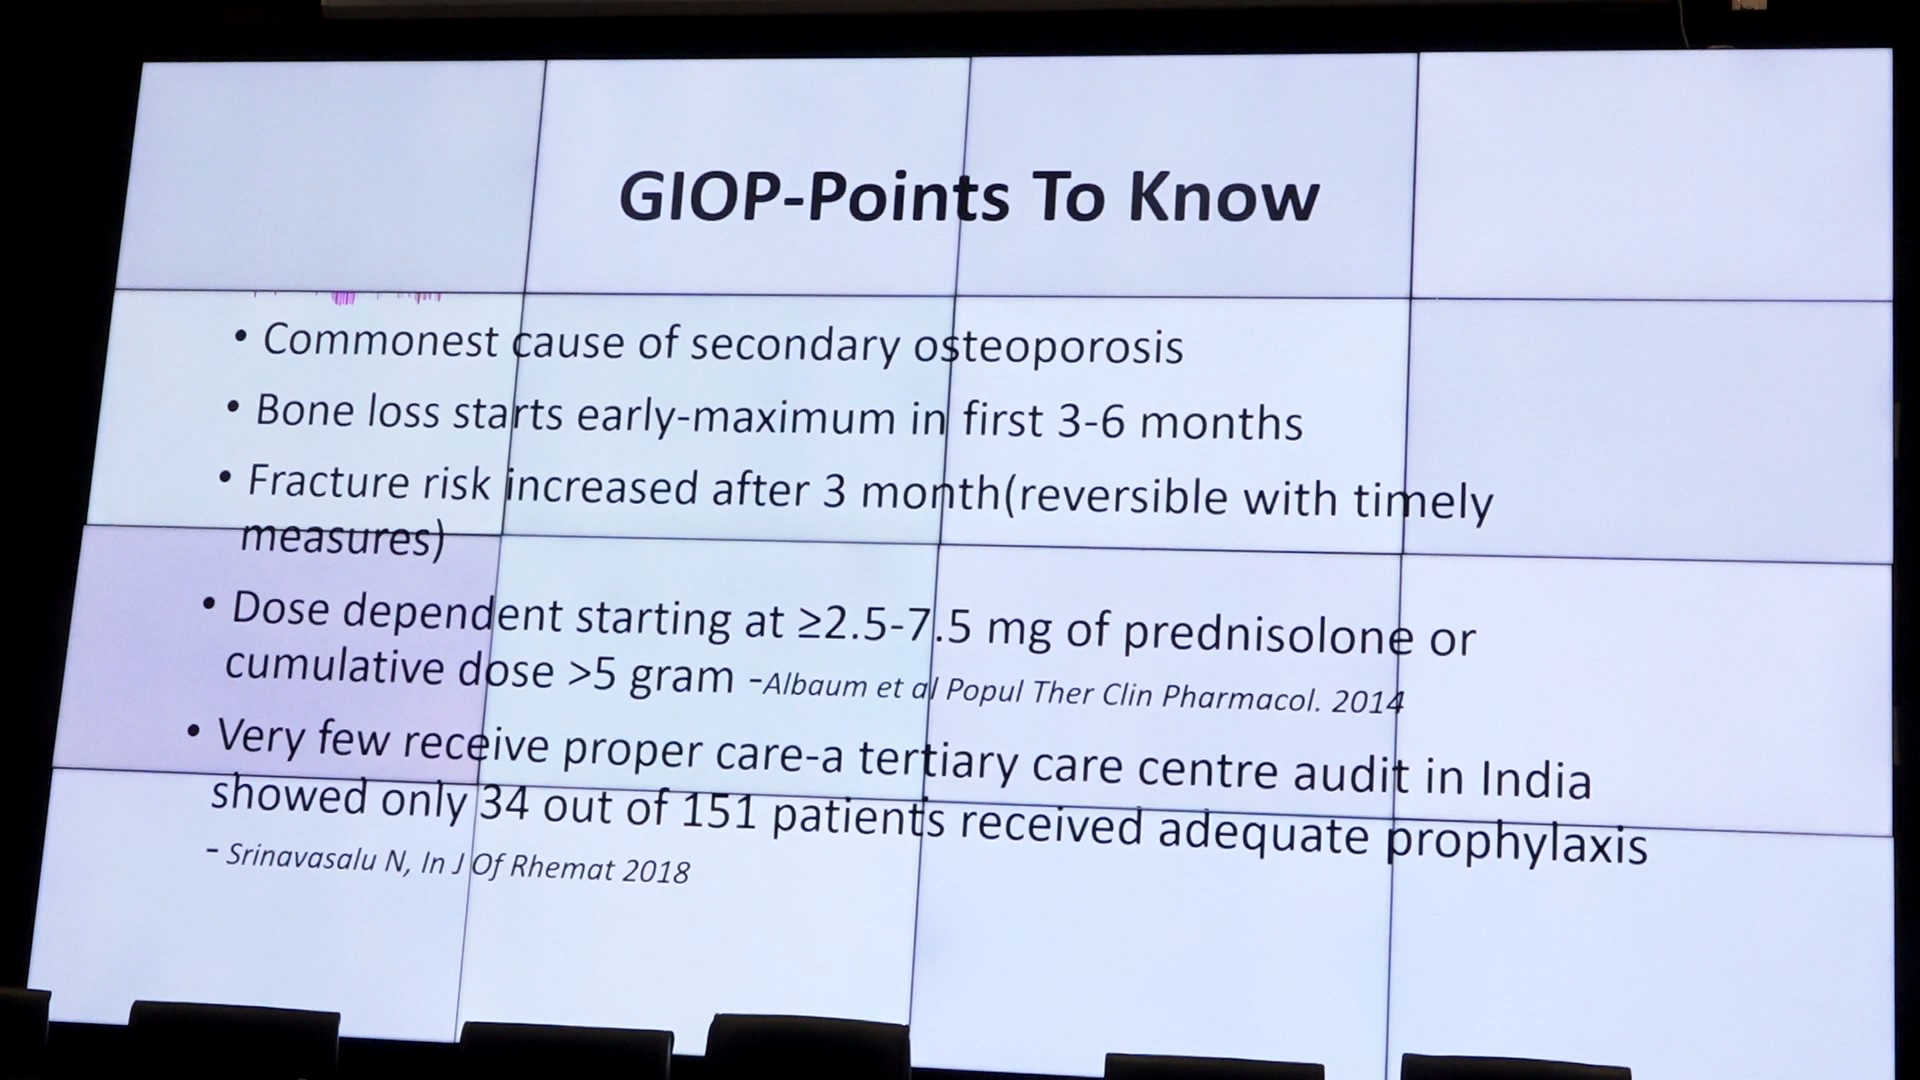 GIOP-Points To Know
• Commonest cause of secondary osteoporosis
• Bone loss starts early-maximum in first 3-6 months
• Fracture risk increased after 3 month(reversible with timely
measures)
• Dose dependent starting at ≥2.5-7.5 mg of prednisolone or
cumulative dose >5 gram -Albaum et al Popul Ther Clin Pharmacol. 2014
• Very few receive proper care-a tertiary care centre audit in India
showed only 34 out of 151 patients received adequate prophylaxis
- Srinavasalu N, In J Of Rhemat 2018